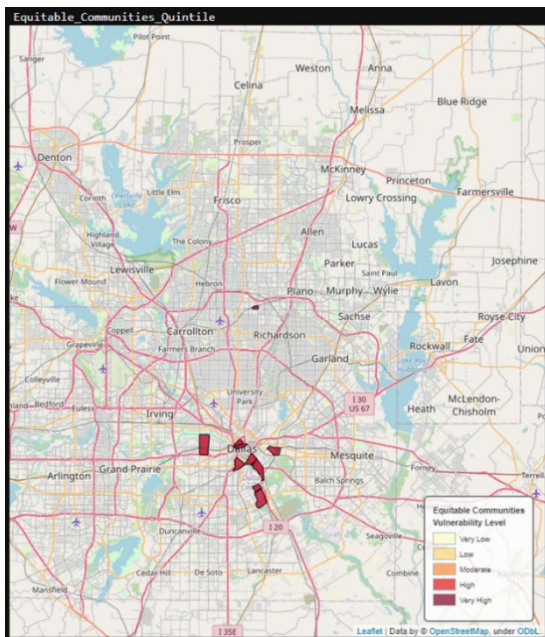 Equitable_Communities_Quintile
Pilot Point
Sanger
Weston
Anna
Celina
Blue Ridge
Melissa
Prosper
Denton
McKinney
Princeton
Little Elm
Farmersville
Corinth
Frisco
Lowry Crossing
Allen
Highland
Village
The Colony
Lucas
Josephine
Parker
Saint Paul
Lewisville
Lavon
Flower Mound
Hebron
Plano
Murphy
Wylie
Royse City
Sachse
Coppell
Carrollton
Richardson
Fate
Grapevine
Farmers Branch
Rockwall
Union
Garland
Colleyville
University
Park
I 30
US 67
Heath
McLendon-
Chisholm
Bedford
Euless
Irving
Dallas
Mesquite
Arlington
Grand Prairie
Forney
Terrell
Balch Springs
I 20
Duncanville
Seagoville
Cedar Hill
De Soto
Lancaster
Combine
Mansfield
I 35E
Equitable Communities
Vulnerability Level
Very Low
Low
Moderate
High
Very High
Leaflet | Data by © OpenStreetMap, under ODbL.